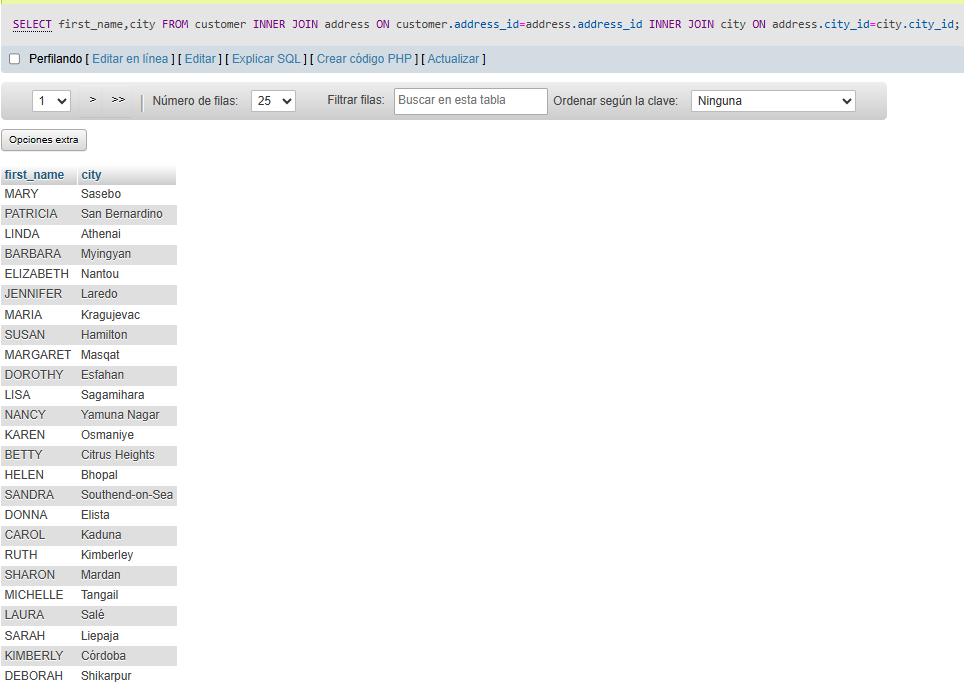 SELECT first_name,city FROM customer INNER JOIN address ON customer.address_id=address.address_id INNER JOIN city ON address.city_id=city.city_id;
Perfilando [ Editar en línea ] [ Editar ] [ Explicar SQL ] [ Crear código PHP ] [ Actualizar ]
1 > >> | Número de filas: 25 Filtrar filas: Buscar en esta tabla Ordenar según la clave: Ninguna
Opciones extra
first_name city
MARY Sasebo
PATRICIA San Bernardino
LINDA Athenai
BARBARA Myingyan
ELIZABETH Nantou
JENNIFER Laredo
MARIA Kragujevac
SUSAN Hamilton
MARGARET Masqat
DOROTHY Esfahan
LISA Sagamihara
NANCY Yamuna Nagar
KAREN Osmaniye
BETTY Citrus Heights
HELEN Bhopal
SANDRA Southend-on-Sea
DONNA Elista
CAROL Kaduna
RUTH Kimberley
SHARON Mardan
MICHELLE Tangail
LAURA Salé
SARAH Liepaja
KIMBERLY Córdoba
DEBORAH Shikarpur